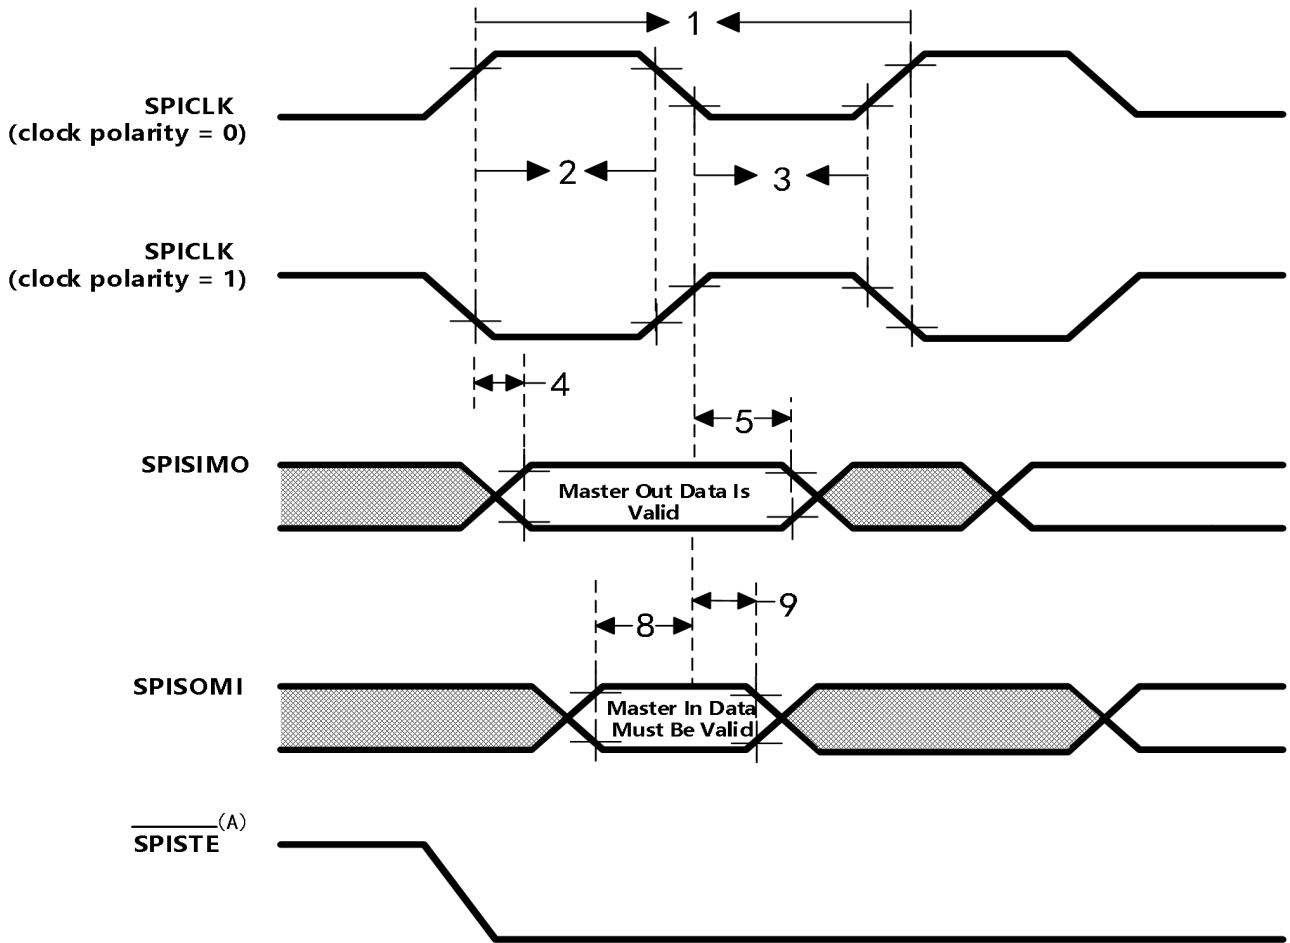 1
SPICLK
(clock polarity = 0)
2
3
SPICLK
(clock polarity = 1)
4
5
SPISIMO
Master Out Data Is
Valid
8
9
SPISOMI
Master In Data
Must Be Valid
SPISTE(A)